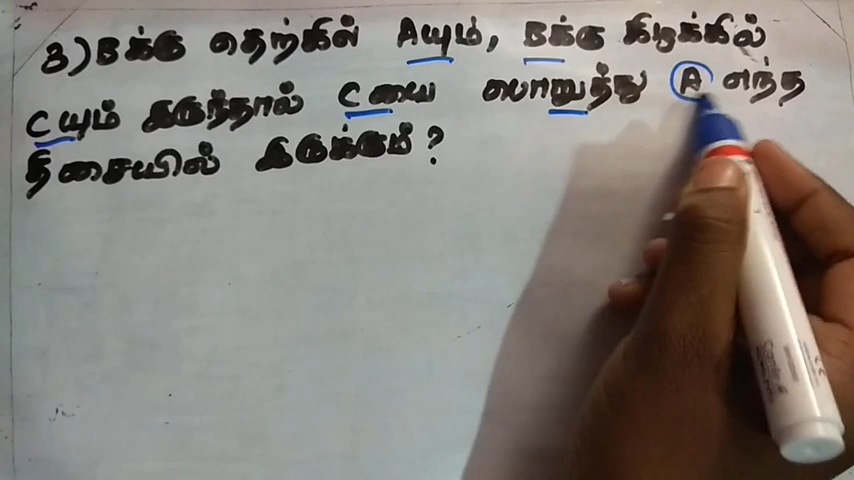 3) Bக்கு தெற்கில் Aயும், Bக்கு கிழக்கில்
Cயும் இருந்தால் Cயை பொறுத்து A எந்த
திசையில் இருக்கும்?